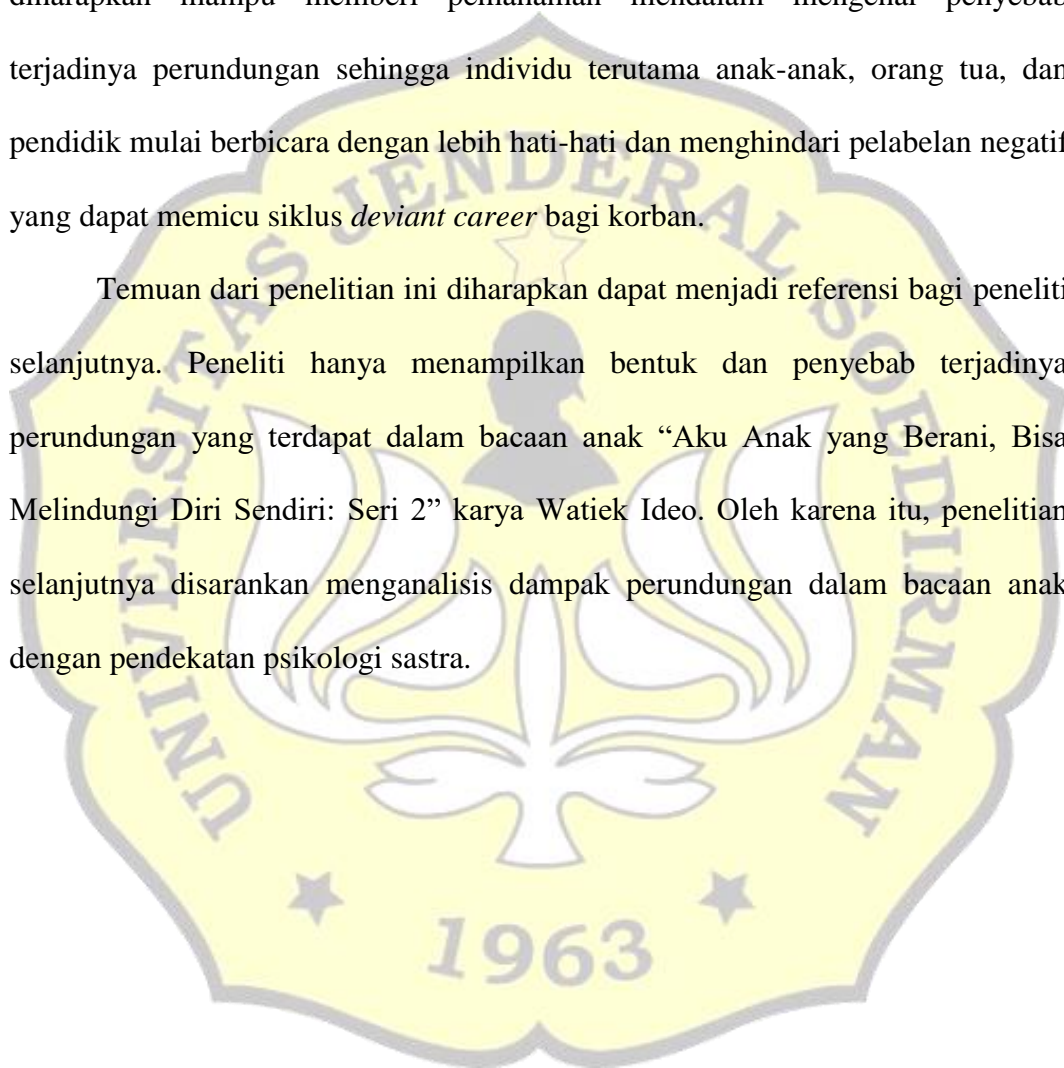 diharapkan mampu memberi pemahaman mendalam mengenai penyebab
terjadinya perundungan sehingga individu terutama anak-anak, orang tua, dan
pendidik mulai berbicara dengan lebih hati-hati dan menghindari pelabelan negatif
yang dapat memicu siklus deviant career bagi korban.
Temuan dari penelitian ini diharapkan dapat menjadi referensi bagi peneliti
selanjutnya. Peneliti hanya menampilkan bentuk dan penyebab terjadinya
perundungan yang terdapat dalam bacaan anak “Aku Anak yang Berani, Bisa
Melindungi Diri Sendiri: Seri 2” karya Watiek Ideo. Oleh karena itu, penelitian
selanjutnya disarankan menganalisis dampak perundungan dalam bacaan anak
dengan pendekatan psikologi sastra.
UNIVERSITAS JENDERAL SOEDIRMAN
1963